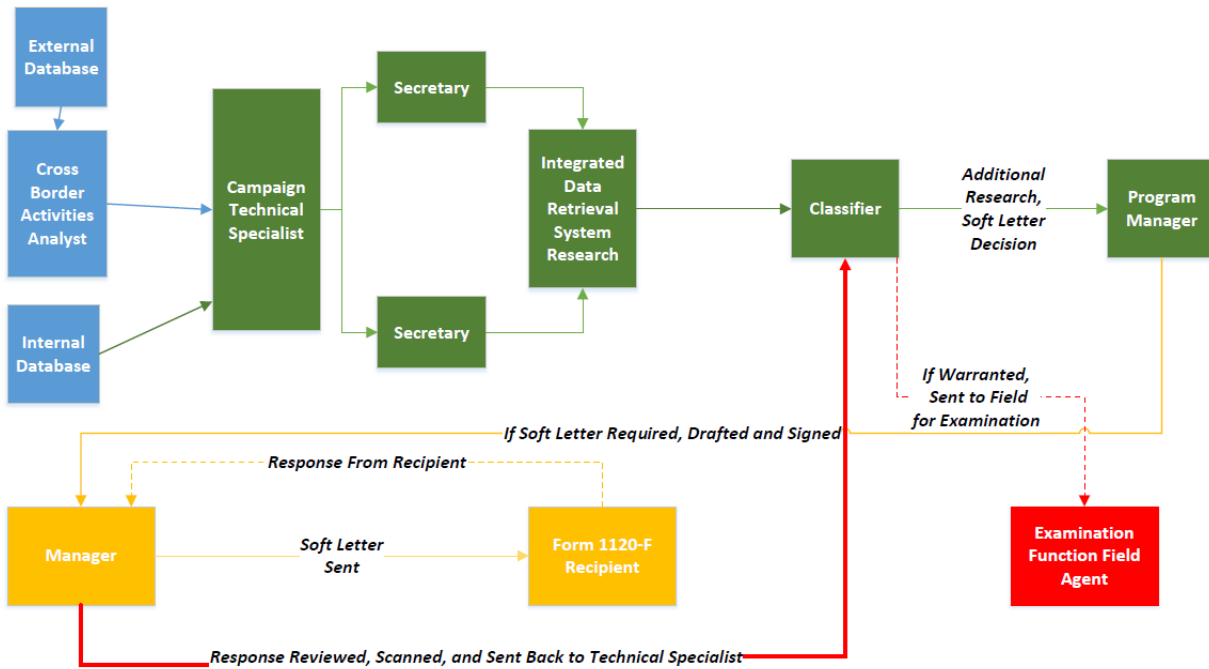 External
Database
Cross
Border
Activities
Analyst
Internal
Database
Campaign
Technical
Specialist
Secretary
Secretary
Integrated
Data
Retrieval
System
Research
Classifier
Additional
Research,
Soft Letter
Decision
Program
Manager
If Warranted,
Sent to Field
for Examination
If Soft Letter Required, Drafted and Signed
Response From Recipient
Manager
Soft Letter
Sent
Form 1120-F
Recipient
Examination
Function Field
Agent
Response Reviewed, Scanned, and Sent Back to Technical Specialist